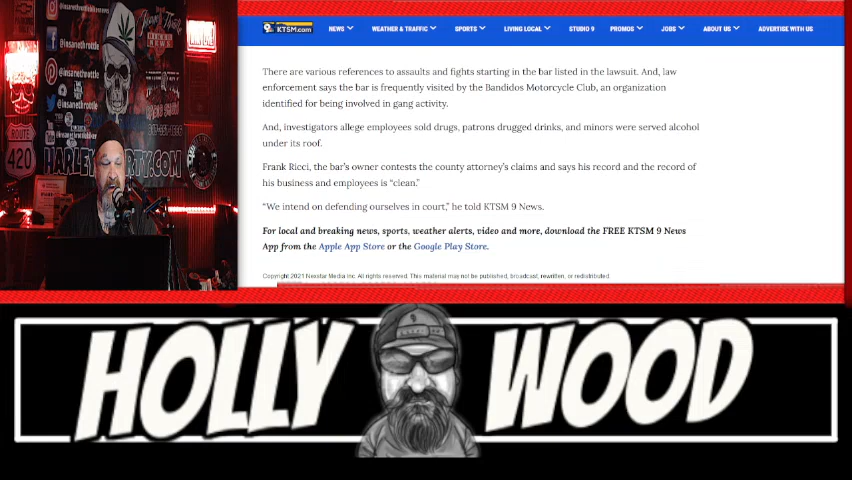 KTSM.com
NEWS
WEATHER & TRAFFIC
SPORTS
LIVING LOCAL
STUDIO 9
PROMOS
JOBS
ABOUT US
ADVERTISE WITH US
There are various references to assaults and fights starting in the bar listed in the lawsuit. And, law
enforcement says the bar is frequently visited by the Bandidos Motorcycle Club, an organization
identified for being involved in gang activity.
And, investigators allege employees sold drugs, patrons drugged drinks, and minors were served alcohol
under its roof.
Frank Ricci, the bar's owner contests the county attorney's claims and says his record and the record of
his business and employees is “clean.”
“We intend on defending ourselves in court,” he told KTSM 9 News.
For local and breaking news, sports, weather alerts, video and more, download the FREE KTSM 9 News
App from the Apple App Store or the Google Play Store.
Copyright 2021 Nexstar Media Inc. All rights reserved. This material may not be published, broadcast, rewritten, or redistributed.
@insanethrottle
@insanethrottle
ROUTE
420
HOLLY WOOD